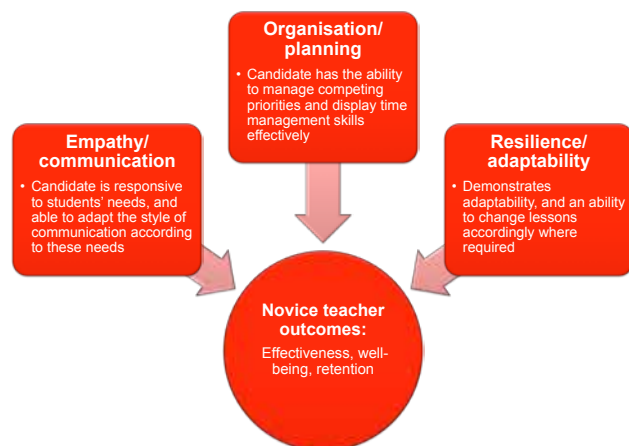 Organisation/
planning
• Candidate has the ability
to manage competing
priorities and display time
management skills
effectively
Empathy/
communication
• Candidate is responsive
to students' needs, and
able to adapt the style of
communication according
to these needs
Resilience/
adaptability
• Demonstrates
adaptability, and an ability
to change lessons
accordingly where
required
Novice teacher
outcomes:
Effectiveness, well-
being, retention